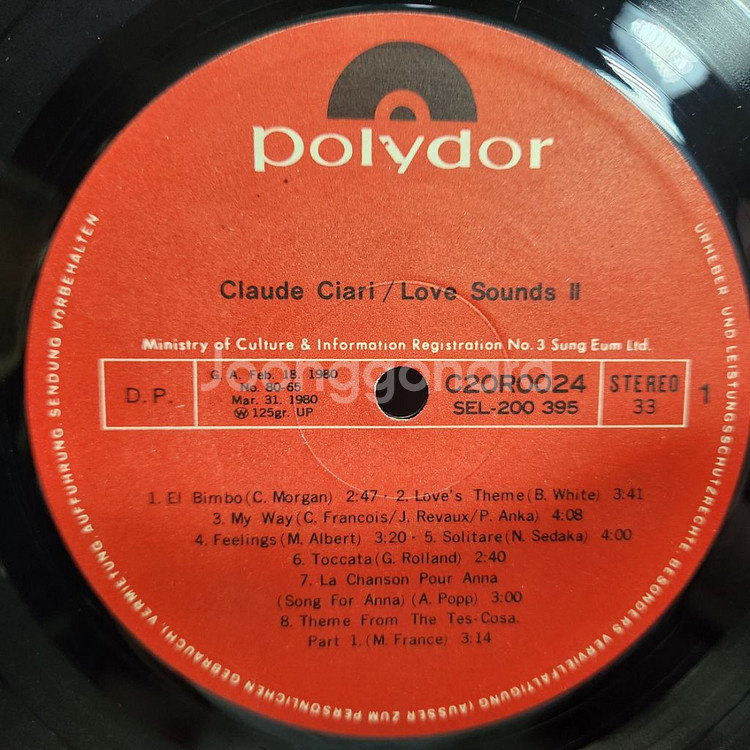 polydor
Claude Ciari / Love Sounds II
Ministry of Culture & Information Registration No. 3 Sung Eum Ltd.
Joonggonara
D.P.
G. A. Feb. 18. 1980
No. 80-65
Mar. 31. 1980
Ⓦ 125gr. UP
C20R0024
SEL-200 395
STEREO
33
1
1. El Bimbo (C. Morgan) 2:47 · 2. Love's Theme (B. White) 3:41
3. My Way (C. Francois/J. Revaux/P. Anka) 4:08
4. Feelings (M. Albert) 3:20 · 5. Solitare (N. Sedaka) 4:00
6. Toccata (G. Rolland) 2:40
7. La Chanson Pour Anna
(Song For Anna) (A. Popp) 3:00
8. Theme From The Tes-Cosa.
Part 1. (M. France) 3:14
URHEBER UND LEISTUNGSSCHUTZRECHTE, BESONDERS VERVIELFALTIGUNG (AUSSER ZUM PERSONLICHEN GEBRAUCH), VERMIETUNG, AUFFUHRUNG, SENDUNG VORBEHALTEN